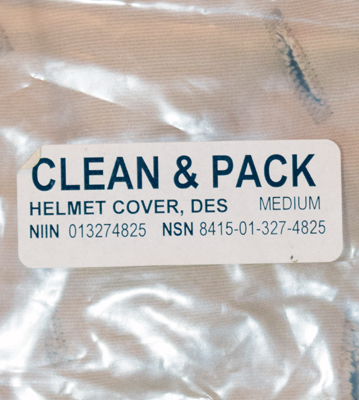 CLEAN & PACK
HELMET COVER, DES MEDIUM
NIIN 013274825 NSN 8415-01-327-4825